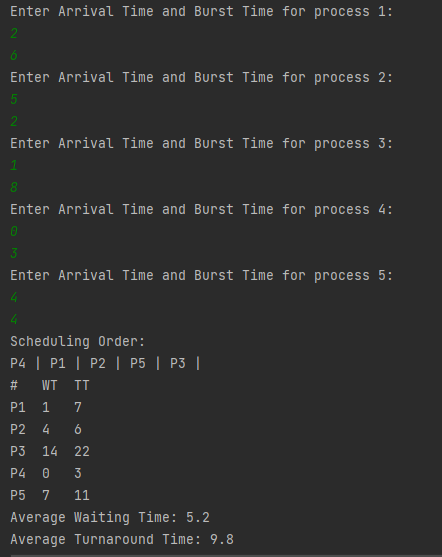 Enter Arrival Time and Burst Time for process 1:
2
6
Enter Arrival Time and Burst Time for process 2:
5
2
Enter Arrival Time and Burst Time for process 3:
1
8
Enter Arrival Time and Burst Time for process 4:
0
3
Enter Arrival Time and Burst Time for process 5:
4
4
Scheduling Order:
P4 | P1 | P2 | P5 | P3 |
#   WT  TT
P1  1   7
P2  4   6
P3  14  22
P4  0   3
P5  7   11
Average Waiting Time: 5.2
Average Turnaround Time: 9.8